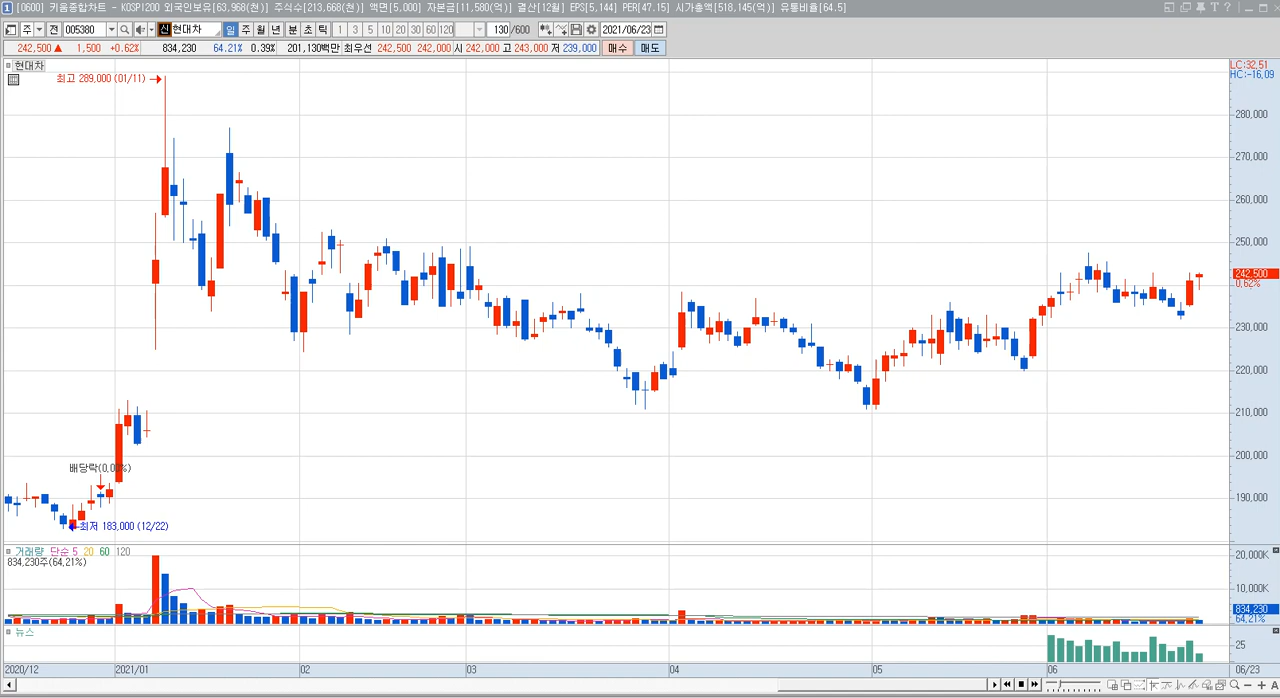 [0600] 키움종합차트 - KOSPI200 외국인보유[63,968(천)] 주식수[213,668(천)] 액면[5,000] 자본금[11,580(억)] 결산[12월] EPS[5,144] PER[47.15] 시가총액[518,145(억)] 유통비율[64.5]
주 전 005380 신 현대차 일 주 월 년 분 초 틱 1 3 5 10 20 30 60 120 130 /600 2021/06/23
242,500 ▲ 1,500 +0.62% 834,230 64.21% 0.39% 201,130백만 최우선 242,500 242,000 시 242,000 고 243,000 저 239,000 매수 매도
현대차
LC:32.51
HC:-16.09
최고 289,000 (01/11)
280,000
270,000
260,000
250,000
242,500
0.62%
230,000
220,000
210,000
200,000
190,000
배당락(0.00%)
최저 183,000 (12/22)
거래량 단순 5 20 60 120
834,230주(64.21%)
20,000K
10,000K
834,230
64.21%
뉴스
25
2020/12 2021/01 02 03 04 05 06 06/23